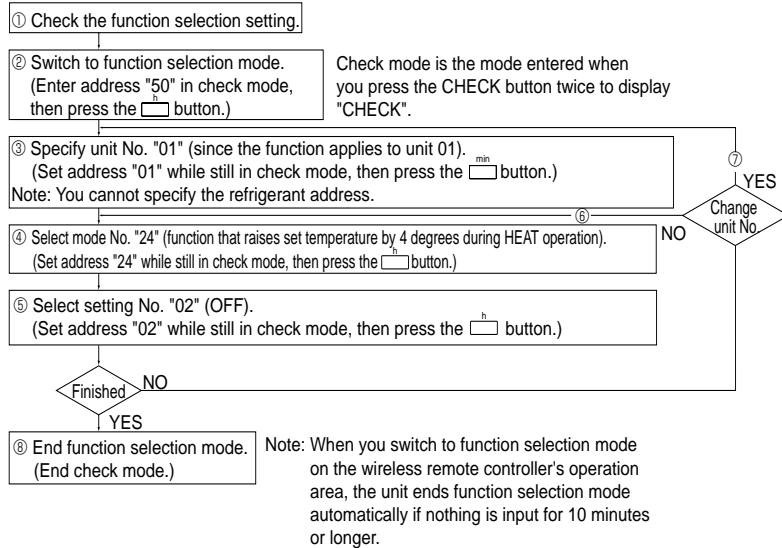 ① Check the function selection setting.
② Switch to function selection mode.
(Enter address "50" in check mode,
then press the h button.)
Check mode is the mode entered when
you press the CHECK button twice to display
"CHECK".
③ Specify unit No. "01" (since the function applies to unit 01).
(Set address "01" while still in check mode, then press the min button.)
Note: You cannot specify the refrigerant address.
⑦
YES
Change
unit No.
⑥
NO
④ Select mode No. "24" (function that raises set temperature by 4 degrees during HEAT operation).
(Set address "24" while still in check mode, then press the h button.)
⑤ Select setting No. "02" (OFF).
(Set address "02" while still in check mode, then press the h button.)
Finished
NO
YES
⑧ End function selection mode.
(End check mode.)
Note: When you switch to function selection mode
on the wireless remote controller's operation
area, the unit ends function selection mode
automatically if nothing is input for 10 minutes
or longer.